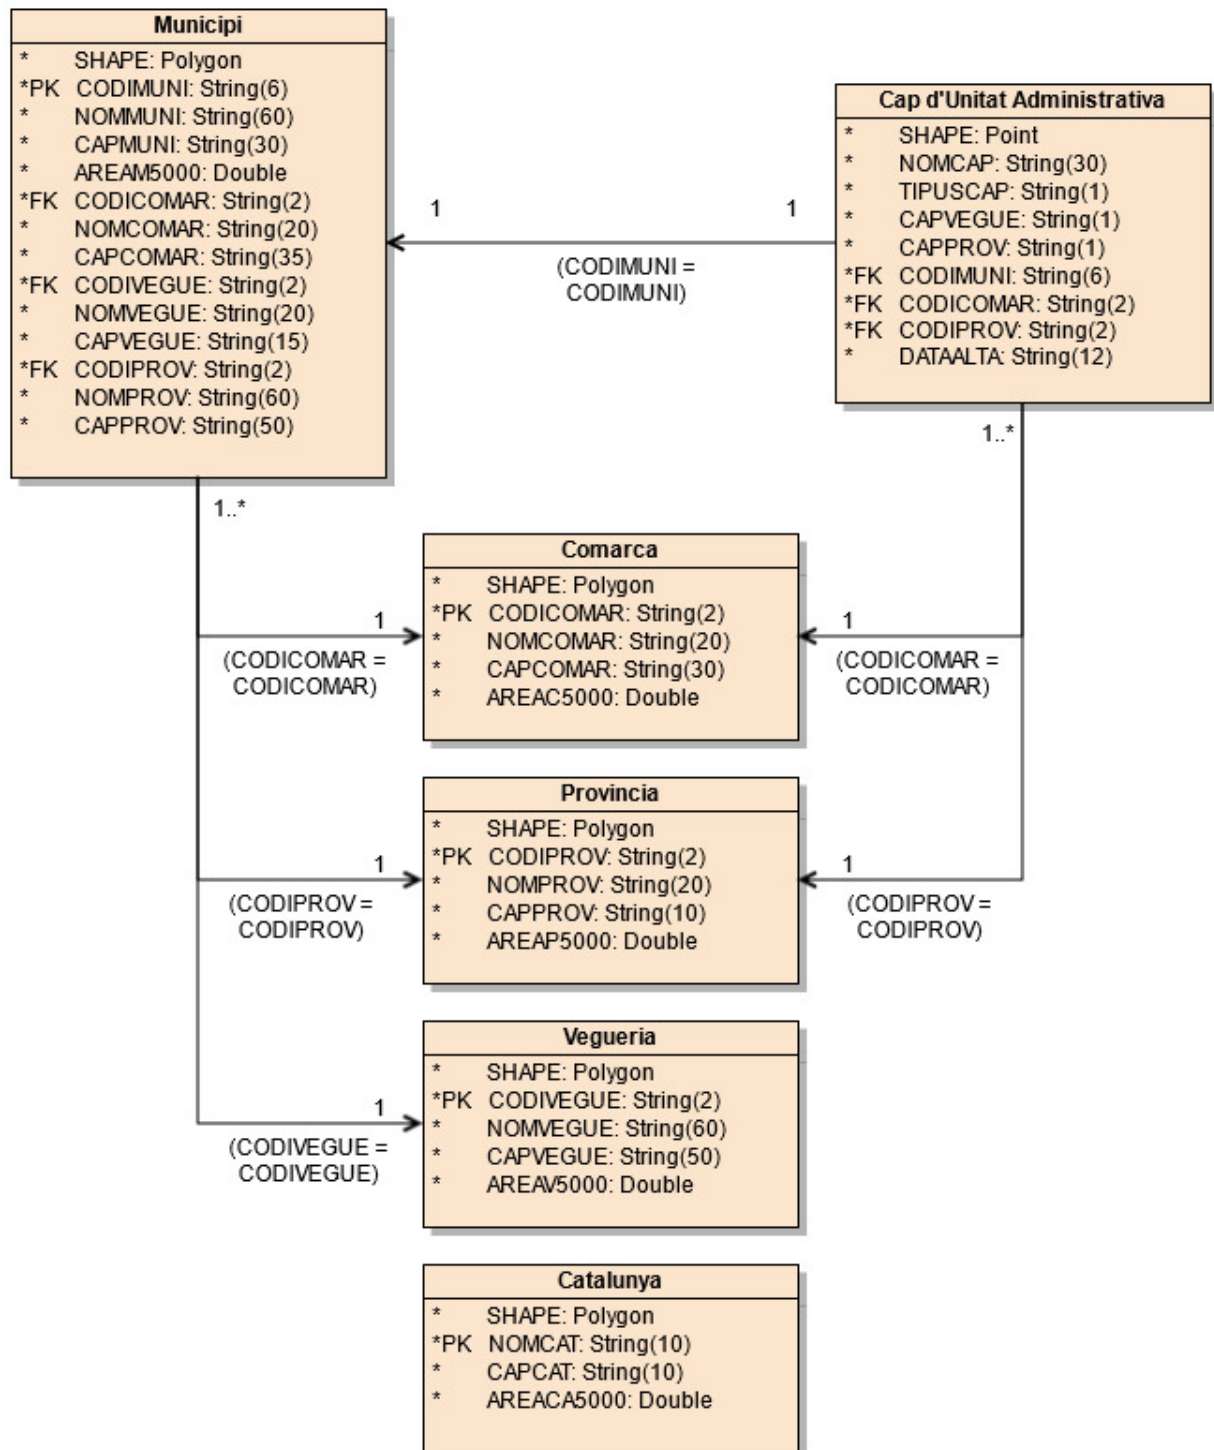 Municipi
* SHAPE: Polygon
*PK CODIMUNI: String(6)
* NOMMUNI: String(60)
* CAPMUNI: String(30)
* AREAM5000: Double
*FK CODICOMAR: String(2)
* NOMCOMAR: String(20)
* CAPCOMAR: String(35)
*FK CODIVEGUE: String(2)
* NOMVEGUE: String(20)
* CAPVEGUE: String(15)
*FK CODIPROV: String(2)
* NOMPROV: String(60)
* CAPPROV: String(50)
1
1
(CODIMUNI =
CODIMUNI)
Cap d'Unitat Administrativa
* SHAPE: Point
* NOMCAP: String(30)
* TIPUSCAP: String(1)
* CAPVEGUE: String(1)
* CAPPROV: String(1)
*FK CODIMUNI: String(6)
*FK CODICOMAR: String(2)
*FK CODIPROV: String(2)
* DATAALTA: String(12)
1..*
1..*
Comarca
* SHAPE: Polygon
*PK CODICOMAR: String(2)
* NOMCOMAR: String(20)
* CAPCOMAR: String(30)
* AREAC5000: Double
1
(CODICOMAR =
CODICOMAR)
1
(CODICOMAR =
CODICOMAR)
Provincia
* SHAPE: Polygon
*PK CODIPROV: String(2)
* NOMPROV: String(20)
* CAPPROV: String(10)
* AREAP5000: Double
1
(CODIPROV =
CODIPROV)
1
(CODIPROV =
CODIPROV)
Vegueria
* SHAPE: Polygon
*PK CODIVEGUE: String(2)
* NOMVEGUE: String(60)
* CAPVEGUE: String(50)
* AREAV5000: Double
1
(CODIVEGUE =
CODIVEGUE)
Catalunya
* SHAPE: Polygon
*PK NOMCAT: String(10)
* CAPCAT: String(10)
* AREACA5000: Double